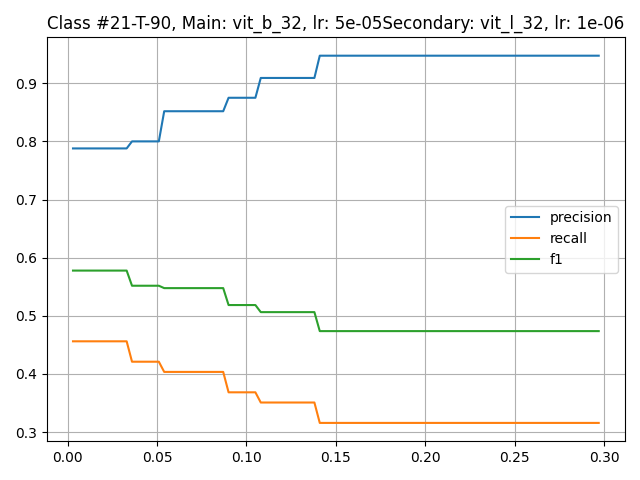 Class #21-T-90, Main: vit_b_32, lr: 5e-05Secondary: vit_l_32, lr: 1e-06
0.9
0.8
0.7
0.6
0.5
0.4
0.3
precision
recall
f1
0.00 0.05 0.10 0.15 0.20 0.25 0.30